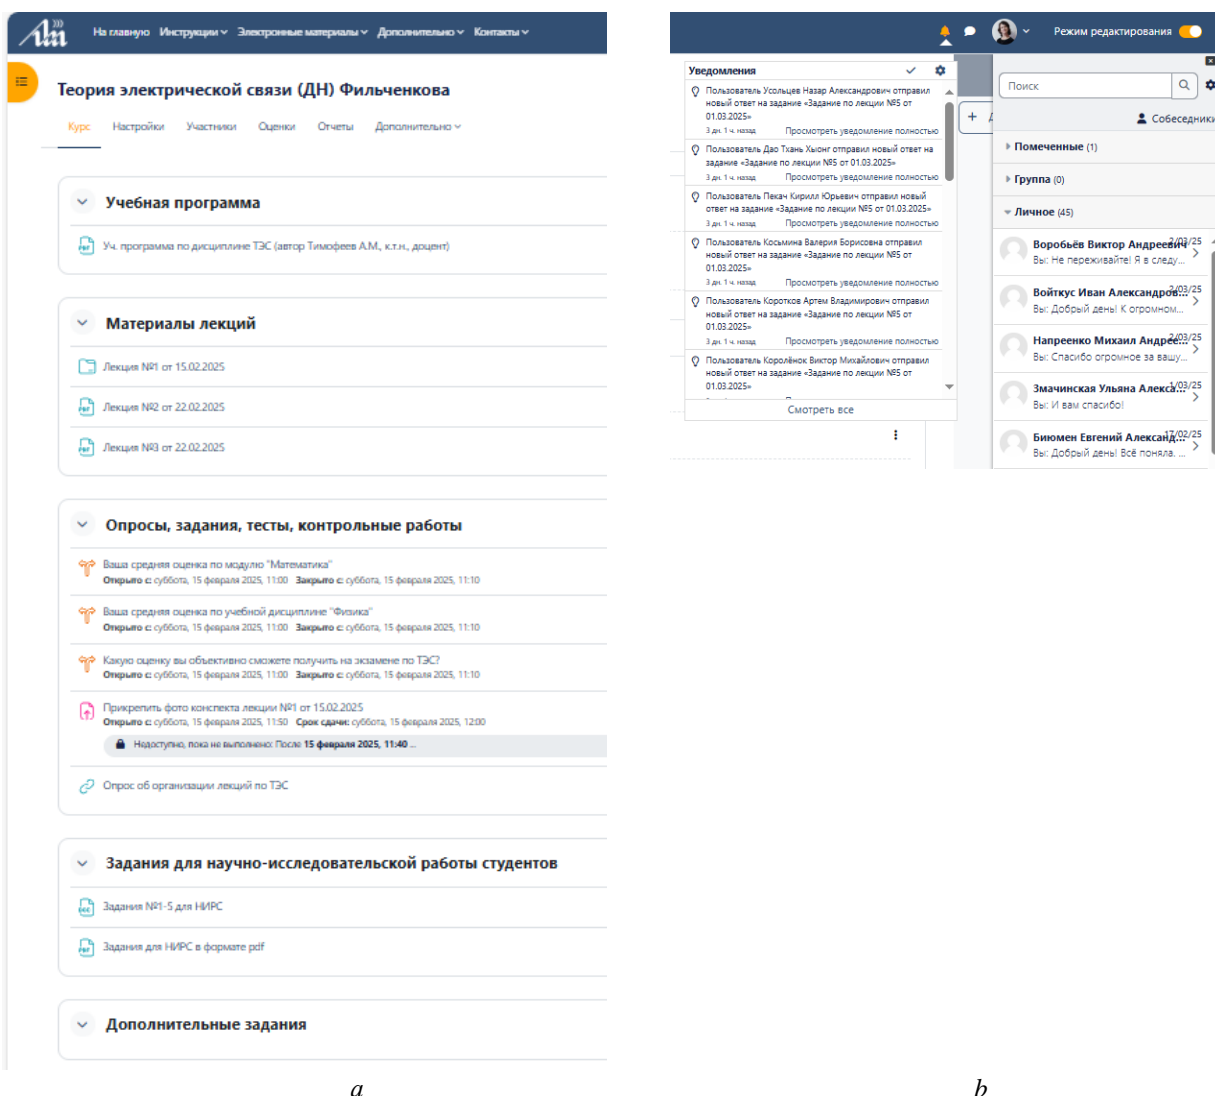 На главную Инструкции Электронные материалы Дополнительно Контакты
Теория электрической связи (ДН) Фильченкова
Курс Настройки Участники Оценки Отчеты Дополнительно
Учебная программа
Уч. программа по дисциплине ТЭС (автор Тимофеев А.М., к.т.н., доцент)
Материалы лекций
Лекция №1 от 15.02.2025
Лекция №2 от 22.02.2025
Лекция №3 от 22.02.2025
Опросы, задания, тесты, контрольные работы
Ваша средняя оценка по модулю "Математика"
Открыто с: суббота, 15 февраля 2025, 11:00 Закрыто с: суббота, 15 февраля 2025, 11:10
Ваша средняя оценка по учебной дисциплине "Физика"
Открыто с: суббота, 15 февраля 2025, 11:00 Закрыто с: суббота, 15 февраля 2025, 11:10
Какую оценку вы объективно сможете получить на экзамене по ТЭС?
Открыто с: суббота, 15 февраля 2025, 11:00 Закрыто с: суббота, 15 февраля 2025, 11:10
Прикрепить фото конспекта лекции №1 от 15.02.2025
Открыто с: суббота, 15 февраля 2025, 11:50 Срок сдачи: суббота, 15 февраля 2025, 12:00
Недоступно, пока не выполнено: После 15 февраля 2025, 11:40 ...
Опрос об организации лекций по ТЭС
Задания для научно-исследовательской работы студентов
Задания №1-5 для НИРС
Задания для НИРС в формате pdf
Дополнительные задания
a
Режим редактирования
Уведомления
Пользователь Усольцев Назар Александрович отправил
новый ответ на задание «Задание по лекции №5 от
01.03.2025»
3 дн. 1 ч. назад Просмотреть уведомление полностью
Пользователь Дао Тхань Хыонг отправил новый ответ на
задание «Задание по лекции №5 от 01.03.2025»
3 дн. 1 ч. назад Просмотреть уведомление полностью
Пользователь Пекач Кирилл Юрьевич отправил новый
ответ на задание «Задание по лекции №5 от 01.03.2025»
3 дн. 1 ч. назад Просмотреть уведомление полностью
Пользователь Косьмина Валерия Борисовна отправил
новый ответ на задание «Задание по лекции №5 от
01.03.2025»
3 дн. 1 ч. назад Просмотреть уведомление полностью
Пользователь Коротков Артем Владимирович отправил
новый ответ на задание «Задание по лекции №5 от
01.03.2025»
3 дн. 1 ч. назад Просмотреть уведомление полностью
Пользователь Королёнок Виктор Михайлович отправил
новый ответ на задание «Задание по лекции №5 от
01.03.2025»
Смотреть все
+ Д
Поиск
Собеседники
Помеченные (1)
Группа (0)
Личное (45)
Воробьёв Виктор Андреевич 2/03/25
Вы: Не переживайте! Я в следу...
Войткус Иван Александров... 2/03/25
Вы: Добрый день! К огромном...
Напреенко Михаил Андрее... 2/03/25
Вы: Спасибо огромное за вашу...
Змачинская Ульяна Алекса... 1/03/25
Вы: И вам спасибо!
Биюмен Евгений Александ... 17/02/25
Вы: Добрый день! Всё поняла. ...
b